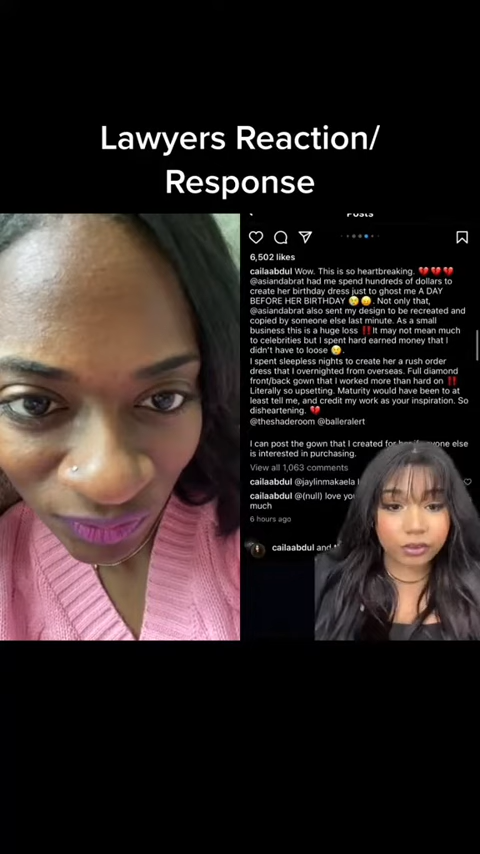 Lawyers Reaction/
Response
Posts
6,502 likes
cailaabdul Wow. This is so heartbreaking. 💔💔💔
@asiandabrat had me spend hundreds of dollars to
create her birthday dress just to ghost me A DAY
BEFORE HER BIRTHDAY 😢😡 Not only that,
@asiandabrat also sent my design to be recreated and
copied by someone else last minute. As a small
business this is a huge loss ‼️It may not mean much
to celebrities but I spent hard earned money that I
didn't have to loose 😢.
I spent sleepless nights to create her a rush order
dress that I overnighted from overseas. Full diamond
front/back gown that I worked more than hard on ‼️
Literally so upsetting. Maturity would have been to at
least tell me, and credit my work as your inspiration. So
disheartening. 💔
@theshaderoom @balleralert
I can post the gown that I created for her if anyone else
is interested in purchasing.
View all 1,063 comments
cailaabdul @jaylinmakaela
cailaabdul @(null) love you
much
6 hours ago
cailaabdul and